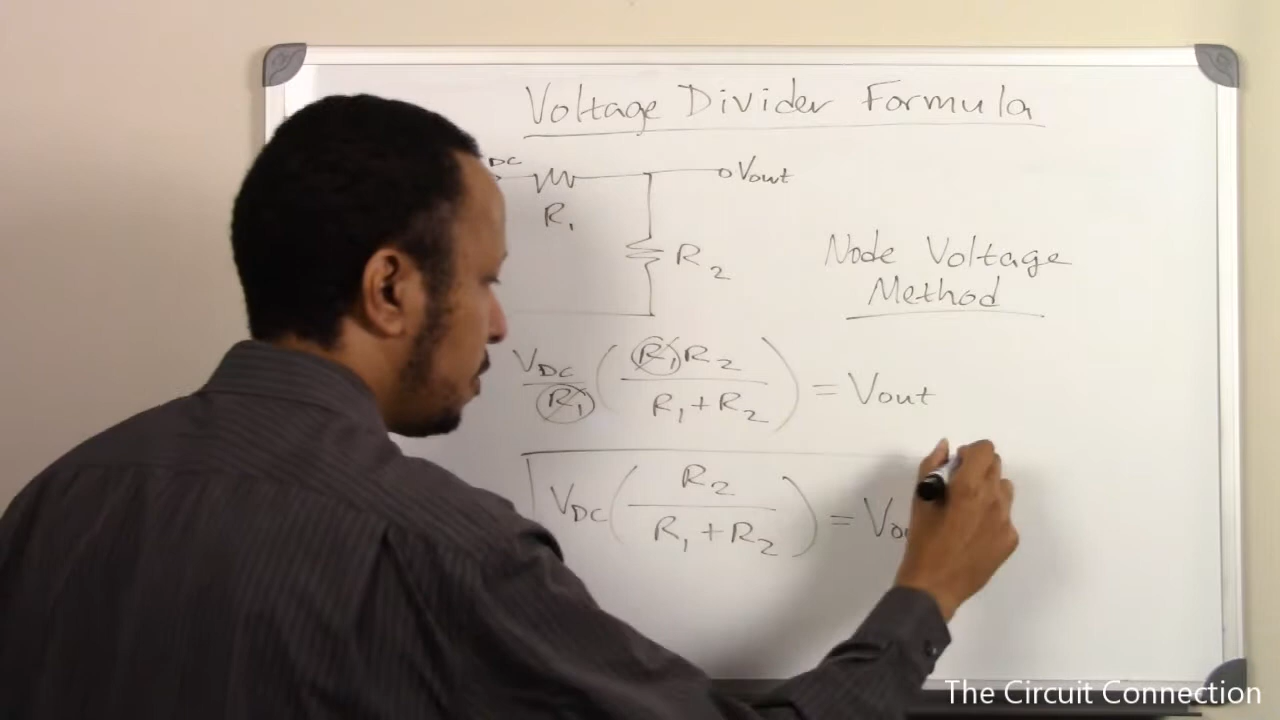 Voltage Divider Formula
DC
Vout
R1
R2
Node Voltage
Method
VDC/R1 (R1R2/R1+R2) = Vout
VDC (R2/R1+R2) = Vo
The Circuit Connection